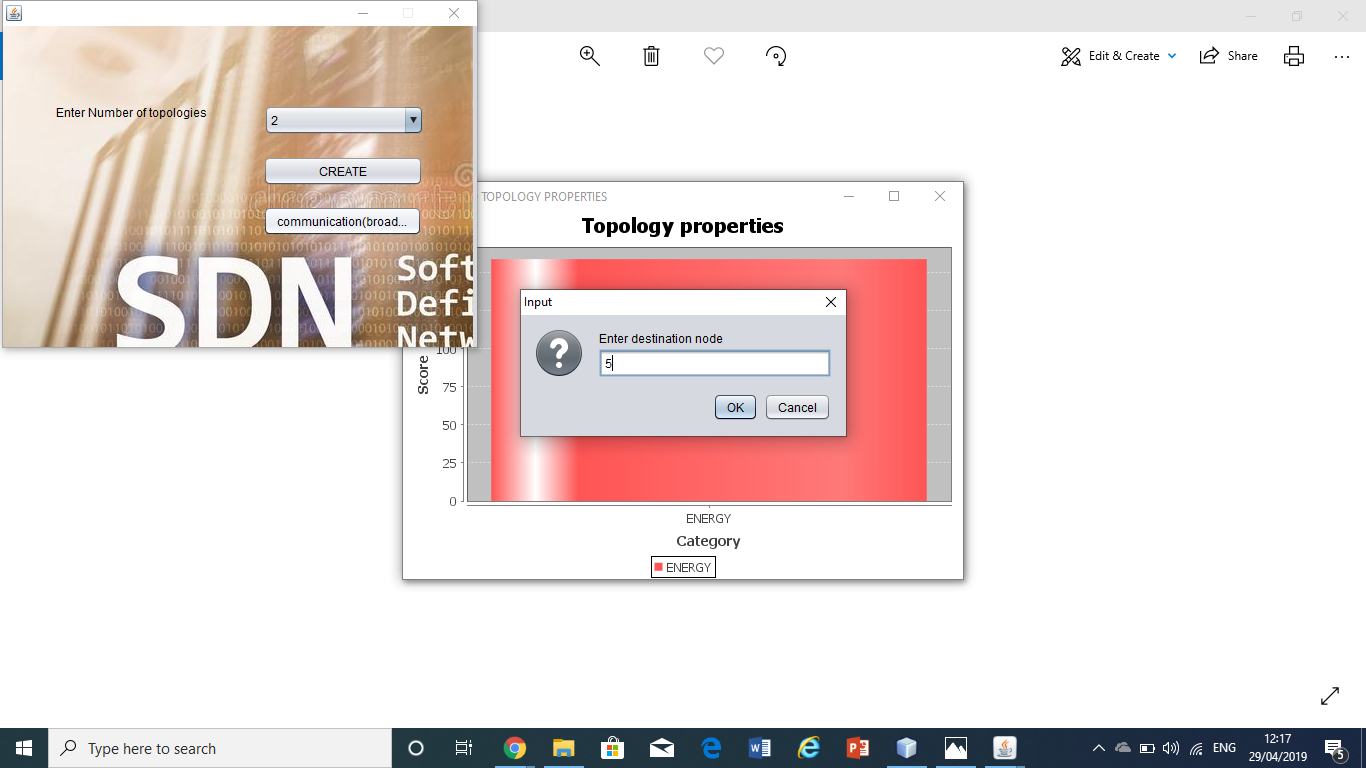 Enter Number of topologies
2
CREATE
communication(broad...
SDN
Soft
Defi
Netw
Edit & Create
Share
TOPOLOGY PROPERTIES
Topology properties
Input
Enter destination node
5
OK
Cancel
Score
100
75
50
25
0
ENERGY
Category
ENERGY
Type here to search
ENG
12:17
29/04/2019
5